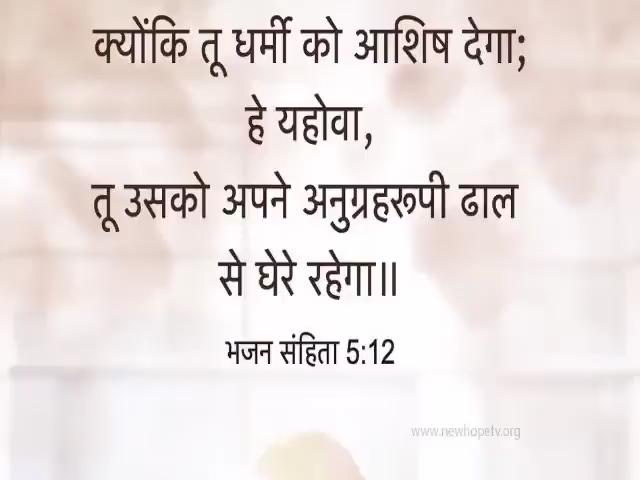 क्योंकि तू धर्मी को आशिष देगा;
हे यहोवा,
तू उसको अपने अनुग्रहरूपी ढाल
से घेरे रहेगा॥
भजन संहिता 5:12
www.newhopetv.org